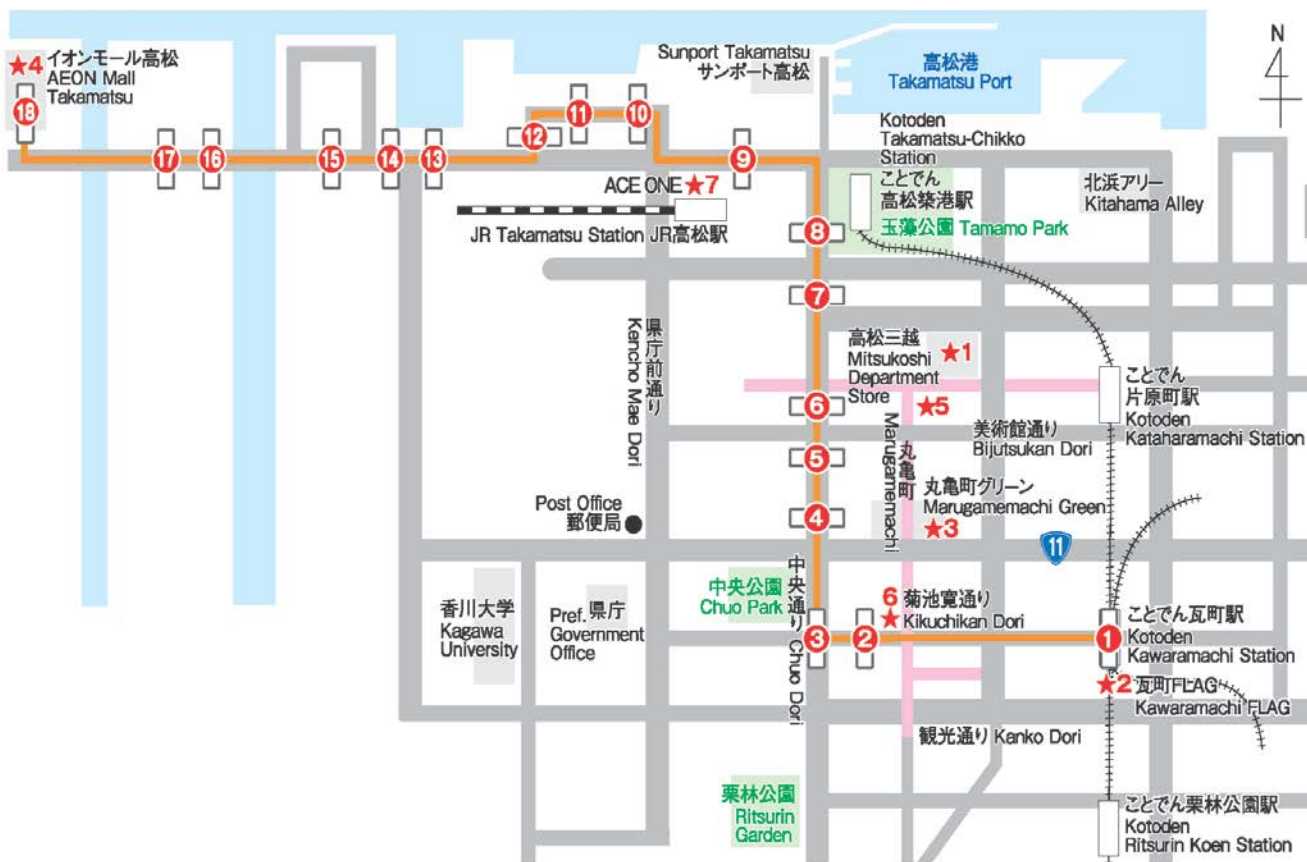 ★4 イオンモール高松
AEON Mall
Takamatsu
18
17
16
15
14
13
12
11
10
9
Sunport Takamatsu
サンポート高松
高松港
Takamatsu Port
N
4
Kotoden
Takamatsu-Chikko
Station
ことでん
高松築港駅
玉藻公園 Tamamo Park
北浜アリー
Kitahama Alley
ACE ONE ★7
JR Takamatsu Station JR高松駅
8
7
県庁前通り
Kencho Mae Dori
高松三越
Mitsukoshi
Department
Store
★1
★5
6
5
4
ことでん
片原町駅
Kotoden
Kataharamachi Station
美術館通り
Bijutsukan Dori
丸亀町
Marugamemachi
丸亀町グリーン
Marugamemachi Green
★3
11
Post Office
郵便局
中央公園
Chuo Park
中央通り Chuo Dori
香川大学
Kagawa
University
Pref. 県庁
Government
Office
6 菊池寛通り
★ Kikuchikan Dori
3
2
1
ことでん瓦町駅
Kotoden
Kawaramachi Station
★2 瓦町FLAG
Kawaramachi FLAG
観光通り Kanko Dori
栗林公園
Ritsurin
Garden
ことでん栗林公園駅
Kotoden
Ritsurin Koen Station